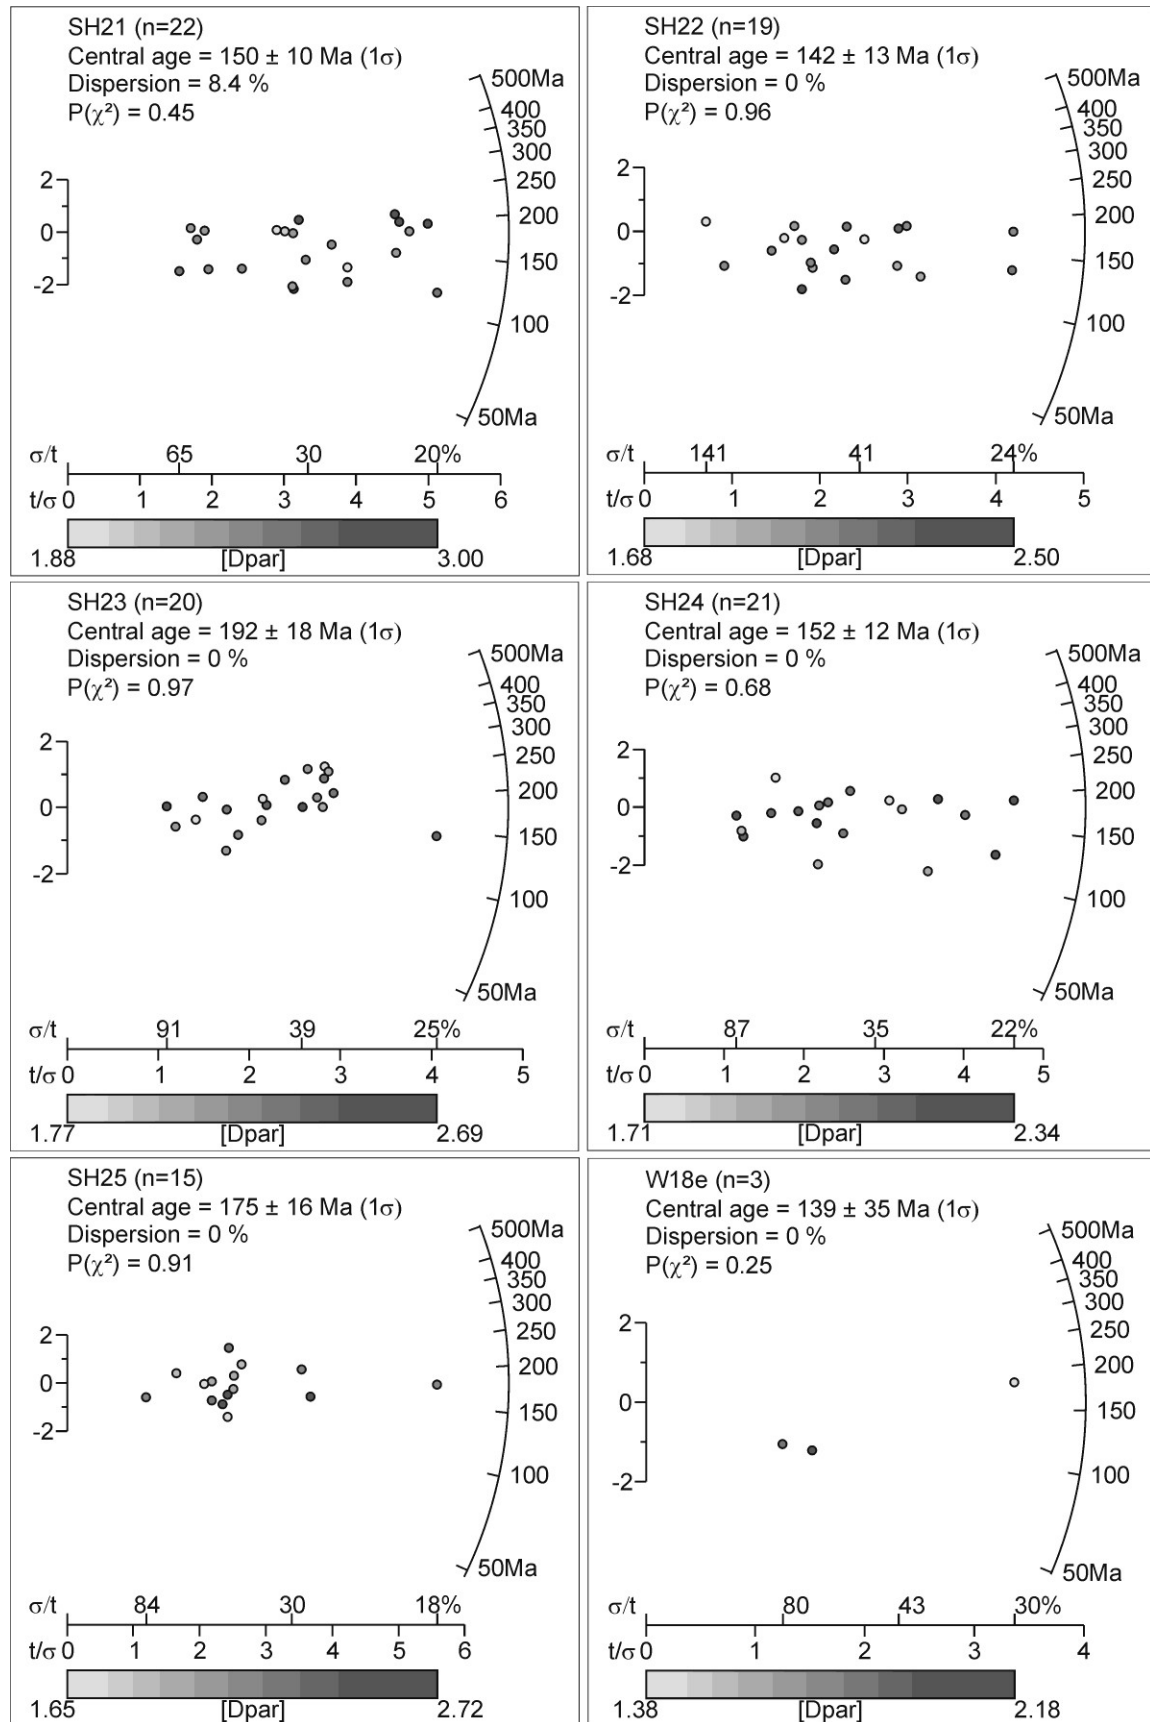 SH21 (n=22)
Central age = 150 ± 10 Ma (1σ)
Dispersion = 8.4 %
P(χ²) = 0.45
500Ma
400
350
300
250
200
150
100
50Ma
2
0
-2
σ/t 65 30 20%
t/σ 0 1 2 3 4 5 6
1.88 [Dpar] 3.00
SH22 (n=19)
Central age = 142 ± 13 Ma (1σ)
Dispersion = 0 %
P(χ²) = 0.96
500Ma
400
350
300
250
200
150
100
50Ma
2
0
-2
σ/t 141 41 24%
t/σ 0 1 2 3 4 5
1.68 [Dpar] 2.50
SH23 (n=20)
Central age = 192 ± 18 Ma (1σ)
Dispersion = 0 %
P(χ²) = 0.97
500Ma
400
350
300
250
200
150
100
50Ma
2
0
-2
σ/t 91 39 25%
t/σ 0 1 2 3 4 5
1.77 [Dpar] 2.69
SH24 (n=21)
Central age = 152 ± 12 Ma (1σ)
Dispersion = 0 %
P(χ²) = 0.68
500Ma
400
350
300
250
200
150
100
50Ma
2
0
-2
σ/t 87 35 22%
t/σ 0 1 2 3 4 5
1.71 [Dpar] 2.34
SH25 (n=15)
Central age = 175 ± 16 Ma (1σ)
Dispersion = 0 %
P(χ²) = 0.91
500Ma
400
350
300
250
200
150
100
50Ma
2
0
-2
σ/t 84 30 18%
t/σ 0 1 2 3 4 5 6
1.65 [Dpar] 2.72
W18e (n=3)
Central age = 139 ± 35 Ma (1σ)
Dispersion = 0 %
P(χ²) = 0.25
500Ma
400
350
300
250
200
150
100
50Ma
2
0
-2
σ/t 80 43 30%
t/σ 0 1 2 3 4
1.38 [Dpar] 2.18